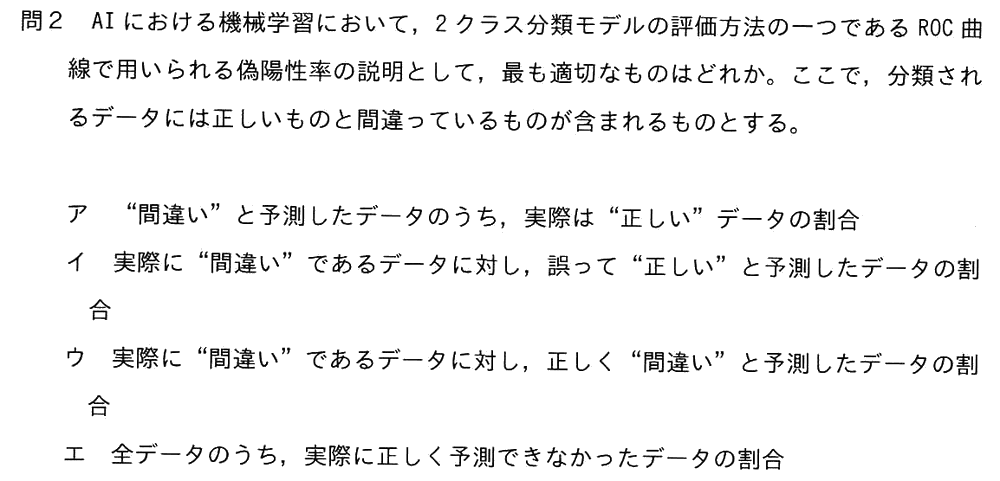 問2 AIにおける機械学習において，2クラス分類モデルの評価方法の一つであるROC曲
線で用いられる偽陽性率の説明として，最も適切なものはどれか。ここで，分類され
るデータには正しいものと間違っているものが含まれるものとする。
ア “間違い”と予測したデータのうち，実際は“正しい”データの割合
イ 実際に“間違い”であるデータに対し，誤って“正しい”と予測したデータの割
合
ウ 実際に“間違い”であるデータに対し，正しく“間違い”と予測したデータの割
合
エ 全データのうち，実際に正しく予測できなかったデータの割合